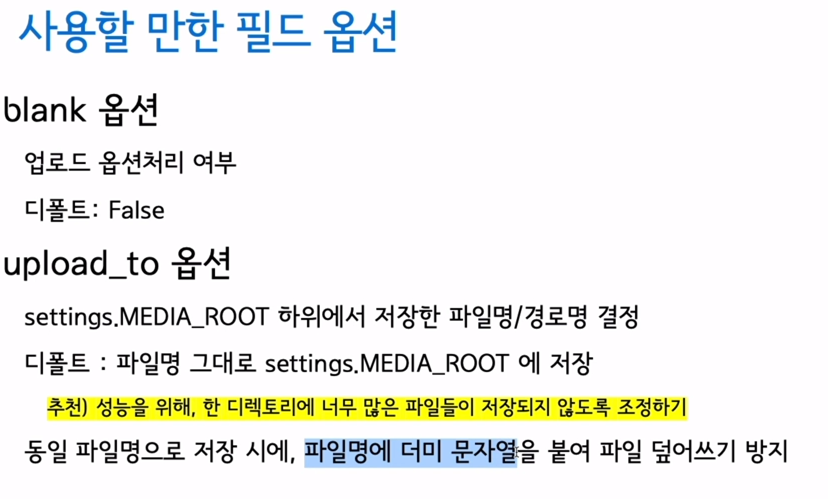 사용할 만한 필드 옵션
blank 옵션
업로드 옵션처리 여부
디폴트: False
upload_to 옵션
settings.MEDIA_ROOT 하위에서 저장한 파일명/경로명 결정
디폴트 : 파일명 그대로 settings.MEDIA_ROOT 에 저장
추천) 성능을 위해, 한 디렉토리에 너무 많은 파일들이 저장되지 않도록 조정하기
동일 파일명으로 저장 시에, 파일명에 더미 문자열을 붙여 파일 덮어쓰기 방지